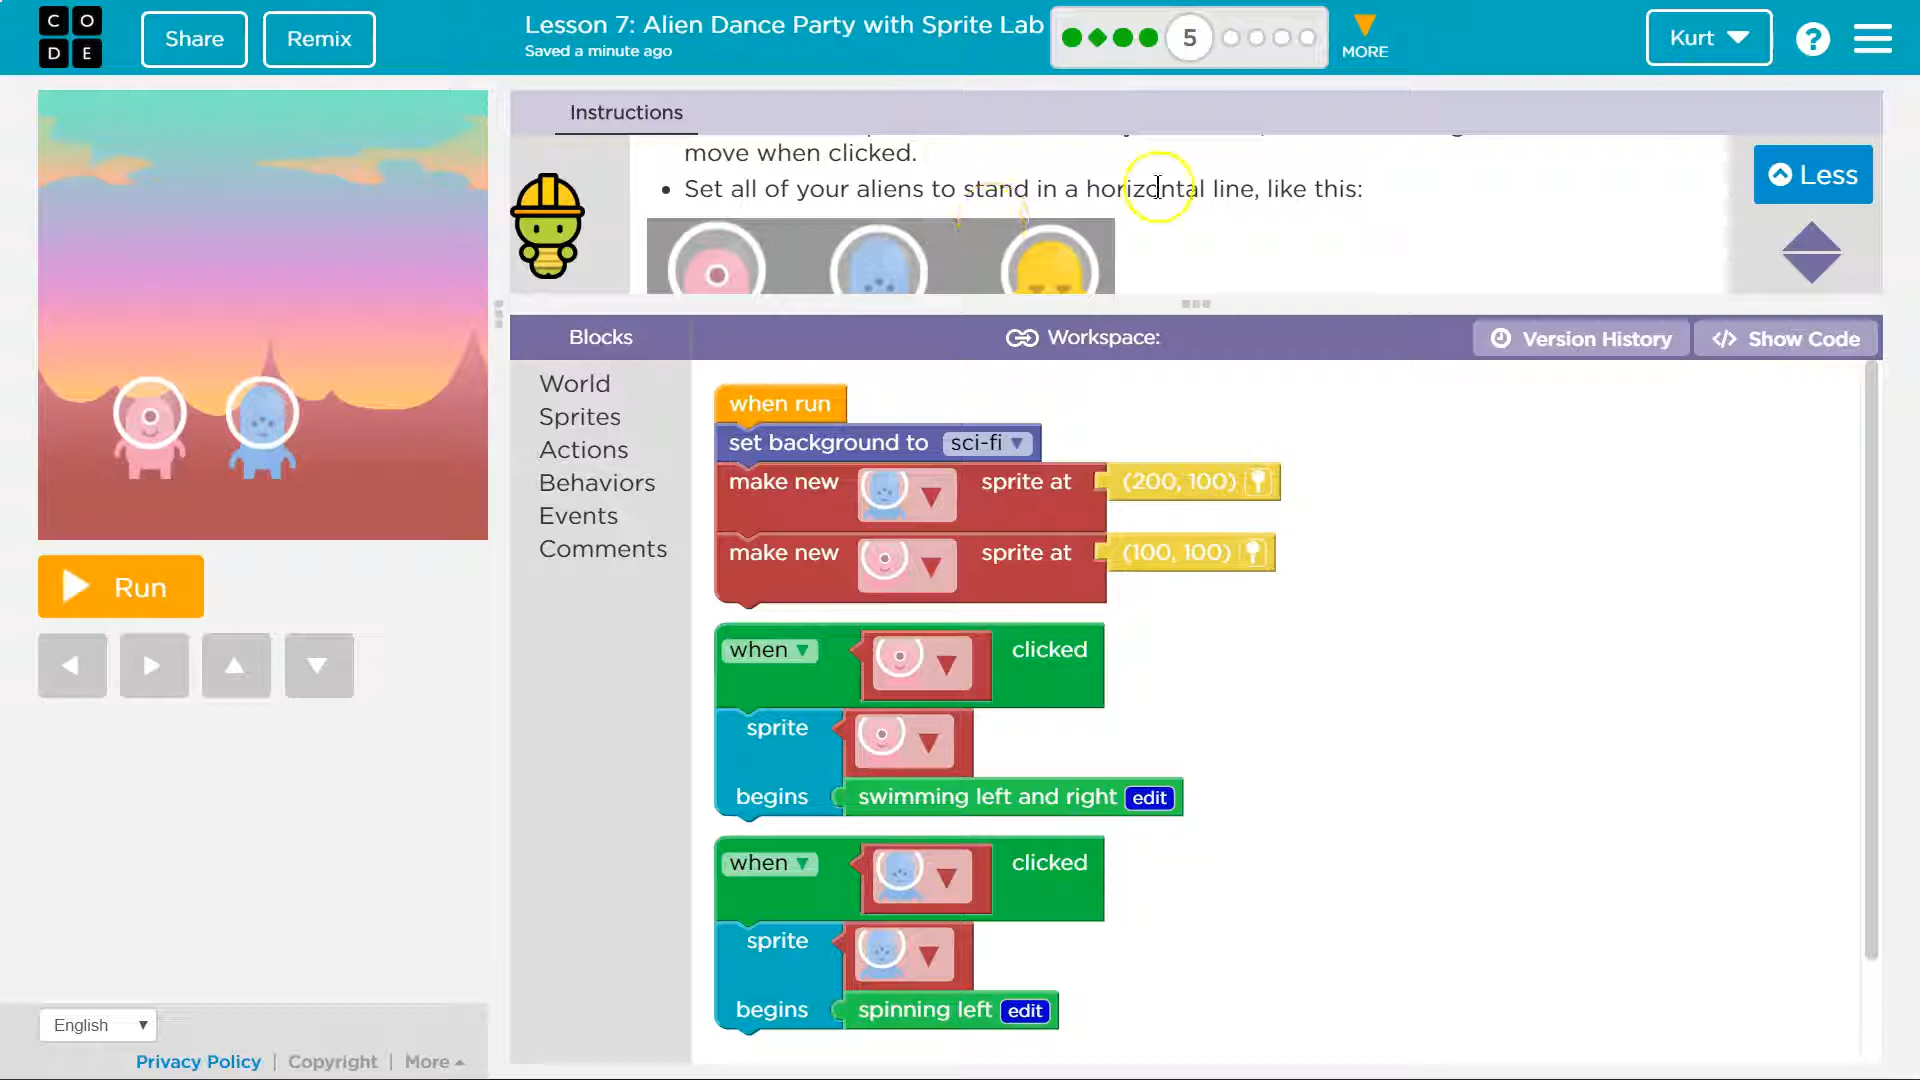 C O
D E
Share
Remix
Lesson 7: Alien Dance Party with Sprite Lab
Saved a minute ago
5
MORE
Kurt
?
Instructions
move when clicked.
• Set all of your aliens to stand in a horizontal line, like this:
Less
Blocks
Workspace:
Version History
</> Show Code
World
Sprites
Actions
Behaviors
Events
Comments
when run
set background to sci-fi
make new sprite at (200, 100)
make new sprite at (100, 100)
when clicked
sprite
begins swimming left and right edit
when clicked
sprite
begins spinning left edit
Run
English
Privacy Policy | Copyright | More